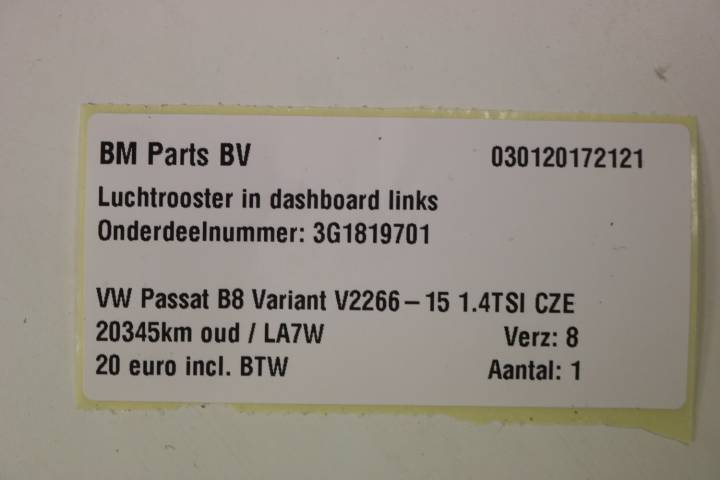 BM Parts BV 030120172121
Luchtrooster in dashboard links
Onderdeelnummer: 3G1819701
VW Passat B8 Variant V2266 – 15 1.4TSI CZE
20345km oud / LA7W Verz: 8
20 euro incl. BTW Aantal: 1